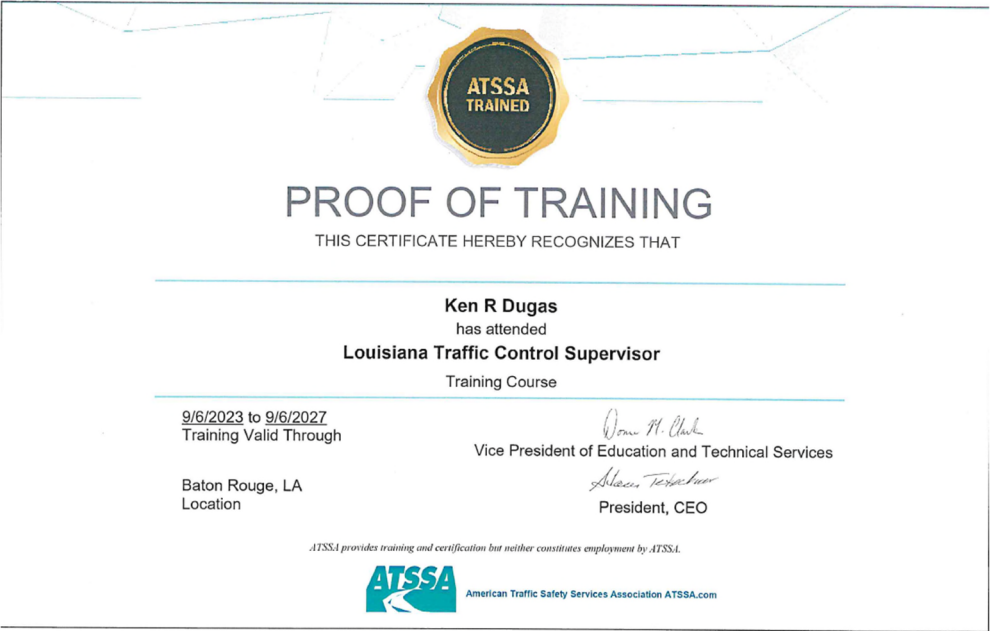 ATSSA
TRAINED
PROOF OF TRAINING
THIS CERTIFICATE HEREBY RECOGNIZES THAT
Ken R Dugas
has attended
Louisiana Traffic Control Supervisor
Training Course
9/6/2023 to 9/6/2027
Training Valid Through
Vice President of Education and Technical Services
Baton Rouge, LA
Location
President, CEO
ATSSA provides training and certification but neither constitutes employment by ATSSA.
ATSSA
American Traffic Safety Services Association ATSSA.com